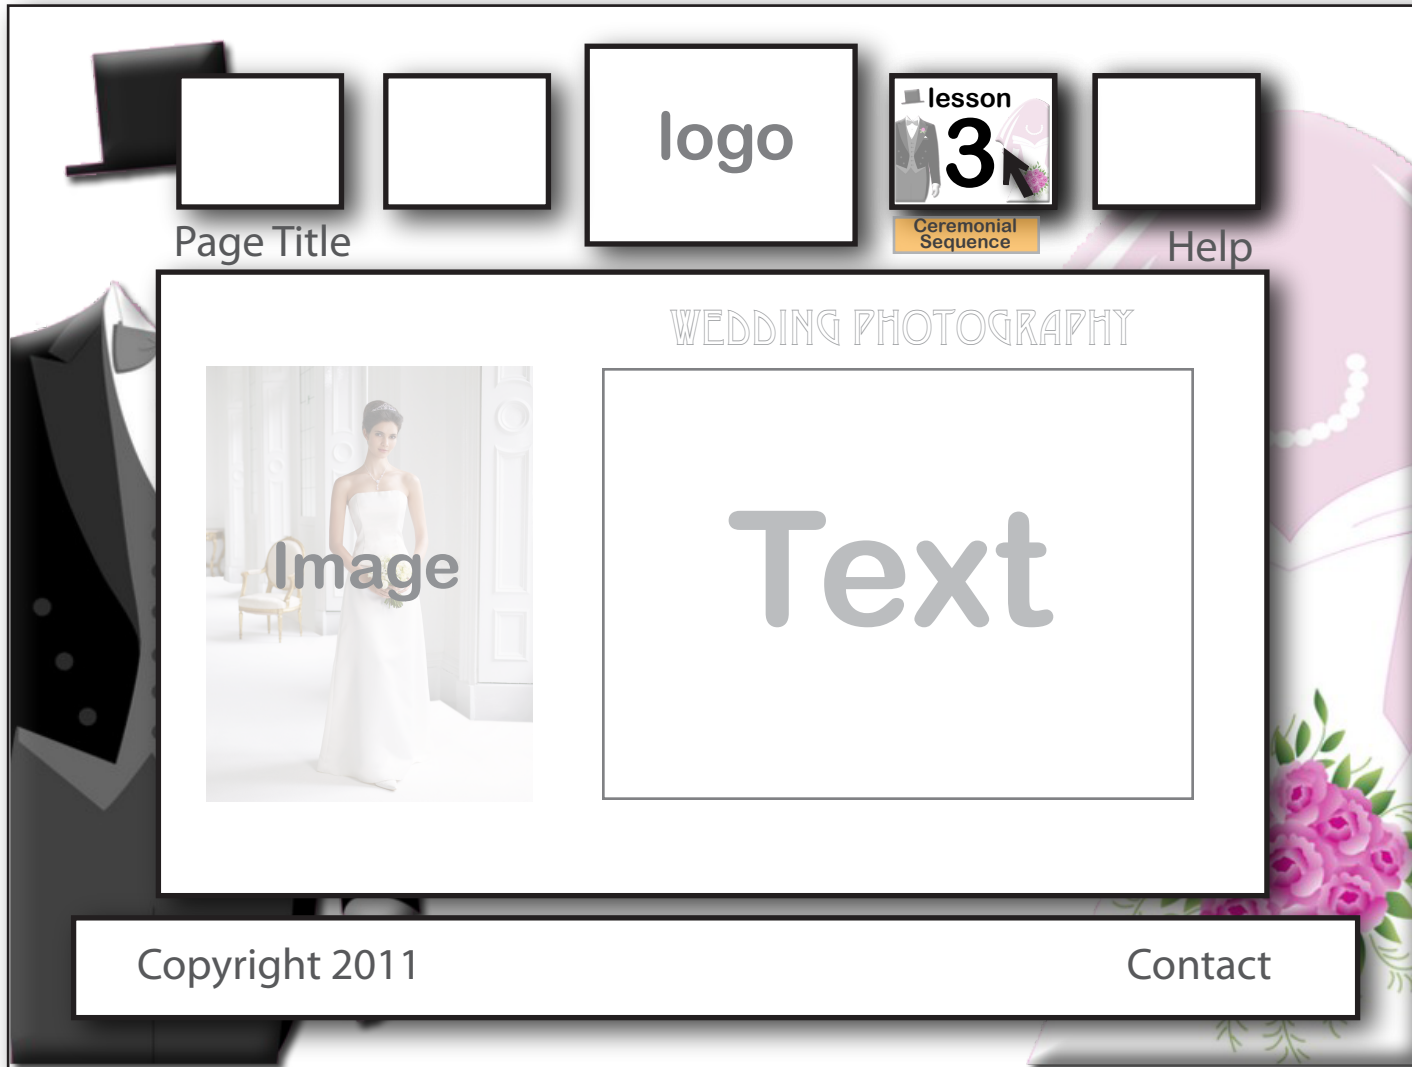 logo
lesson
3
Ceremonial
Sequence
Page Title
Help
WEDDING PHOTOGRAPHY
Image
Text
Copyright 2011
Contact